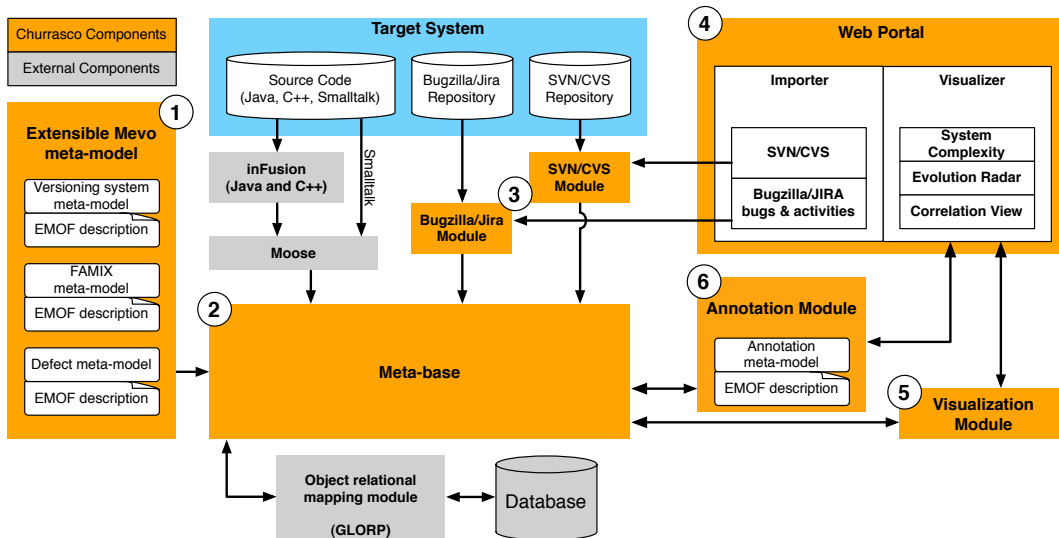 Churrasco Components
External Components
1
Extensible Mevo
meta-model
Versioning system
meta-model
EMOF description
FAMIX
meta-model
EMOF description
Defect meta-model
EMOF description
Target System
Source Code
(Java, C++, Smalltalk)
Bugzilla/Jira
Repository
SVN/CVS
Repository
inFusion
(Java and C++)
Smalltalk
Moose
3
SVN/CVS
Module
Bugzilla/Jira
Module
2
Meta-base
Object relational
mapping module
(GLORP)
Database
4
Web Portal
Importer
SVN/CVS
Bugzilla/JIRA
bugs & activities
Visualizer
System
Complexity
Evolution Radar
Correlation View
6
Annotation Module
Annotation
meta-model
EMOF description
5
Visualization
Module